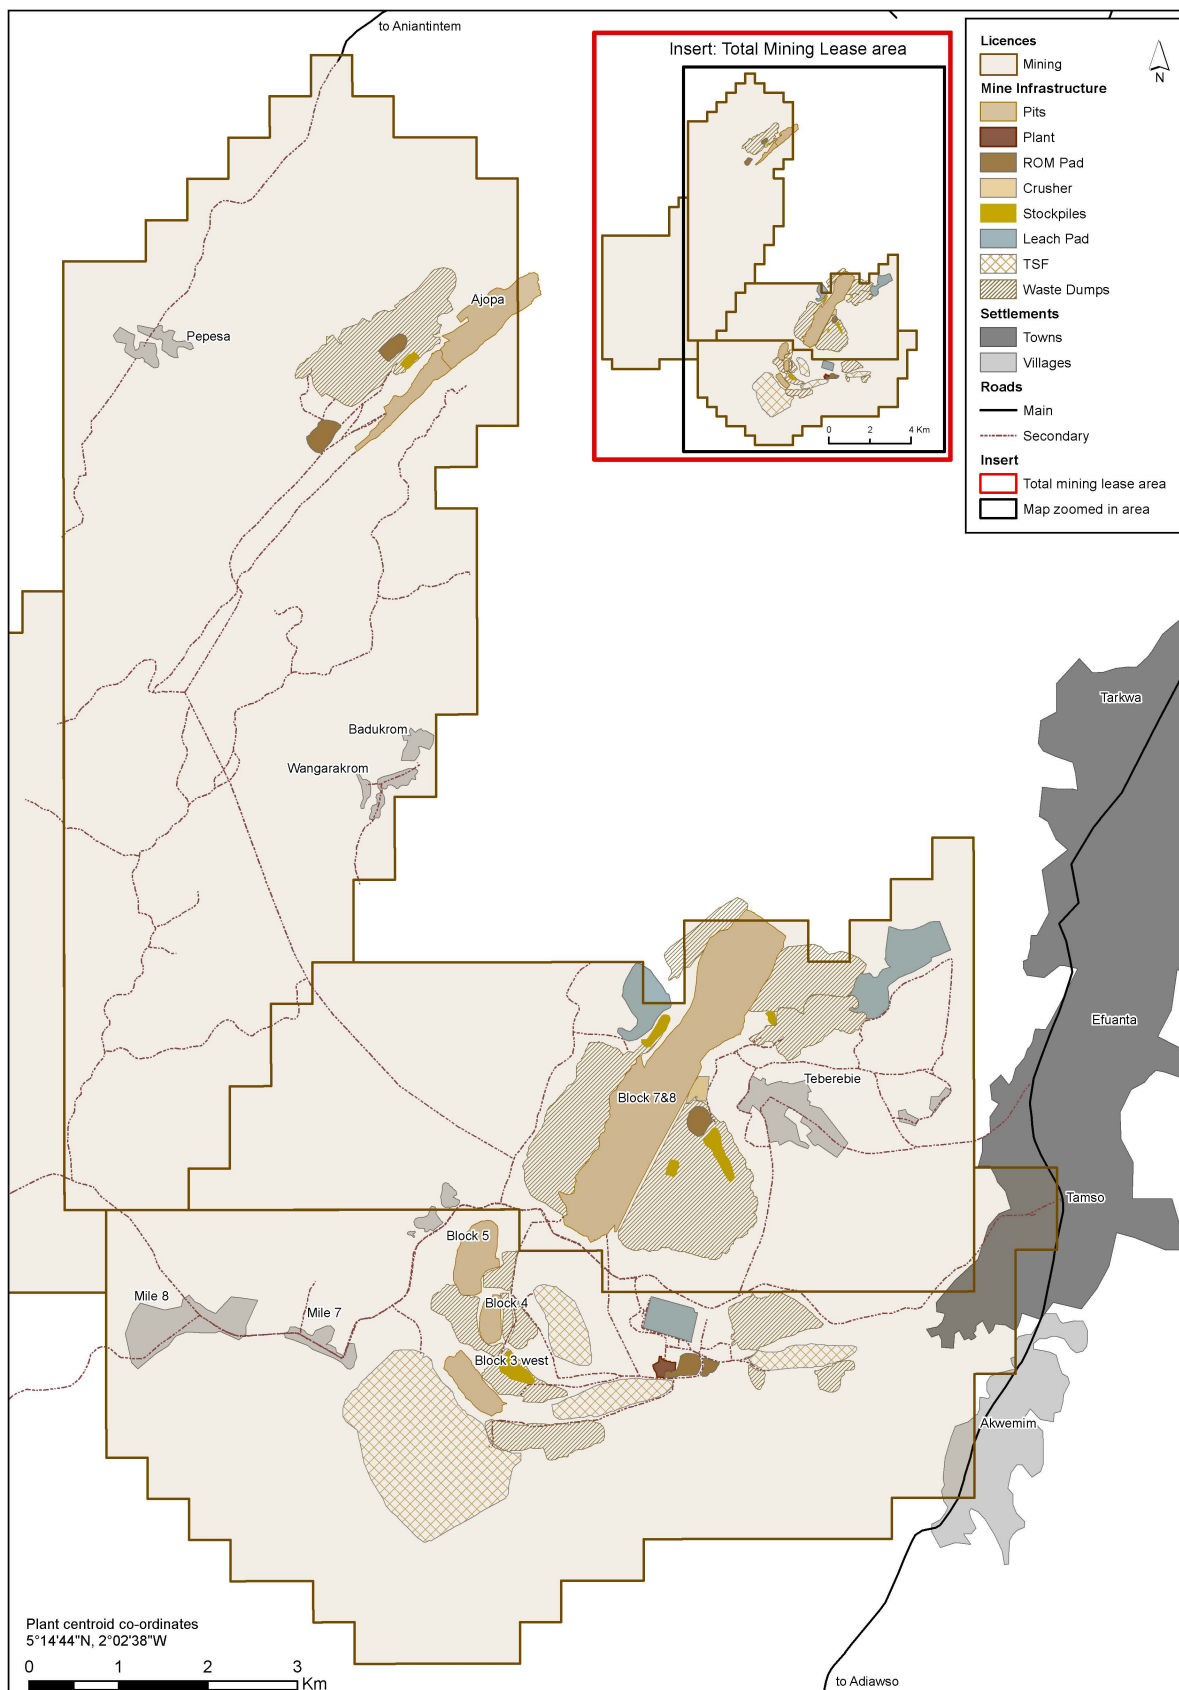 to Aniantintem
Insert: Total Mining Lease area
0 2 4 Km
Licences
Mining
N
Mine Infrastructure
Pits
Plant
ROM Pad
Crusher
Stockpiles
Leach Pad
TSF
Waste Dumps
Settlements
Towns
Villages
Roads
Main
Secondary
Insert
Total mining lease area
Map zoomed in area
Ajopa
Pepesa
Tarkwa
Badukrom
Wangarakrom
Efuanta
Teberebie
Block 7&8
Tamso
Block 5
Mile 8
Block 4
Mile 7
Block 3 west
Akwemim
Plant centroid co-ordinates
5°14'44"N, 2°02'38"W
0 1 2 3
Km
to Adiawso